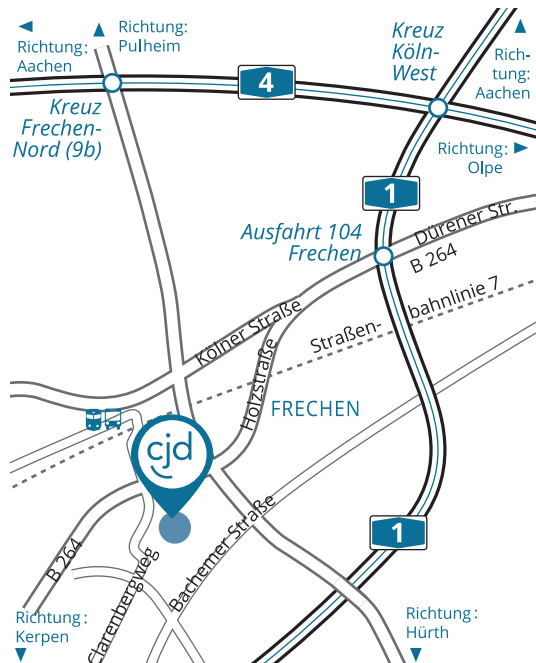 Richtung:
Aachen
Richtung:
Pulheim
Kreuz
Köln-
West
Rich-
tung:
Aachen
4
Kreuz
Frechen-
Nord (9b)
Richtung:
Olpe
1
Ausfahrt 104
Frechen
Dürener Str.
B 264
Kölner Straße
Straßen-
bahnlinie 7
Holzstraße
FRECHEN
cjd
1
B 264
Clarenbergweg
Bachemer Straße
Richtung:
Kerpen
Richtung:
Hürth